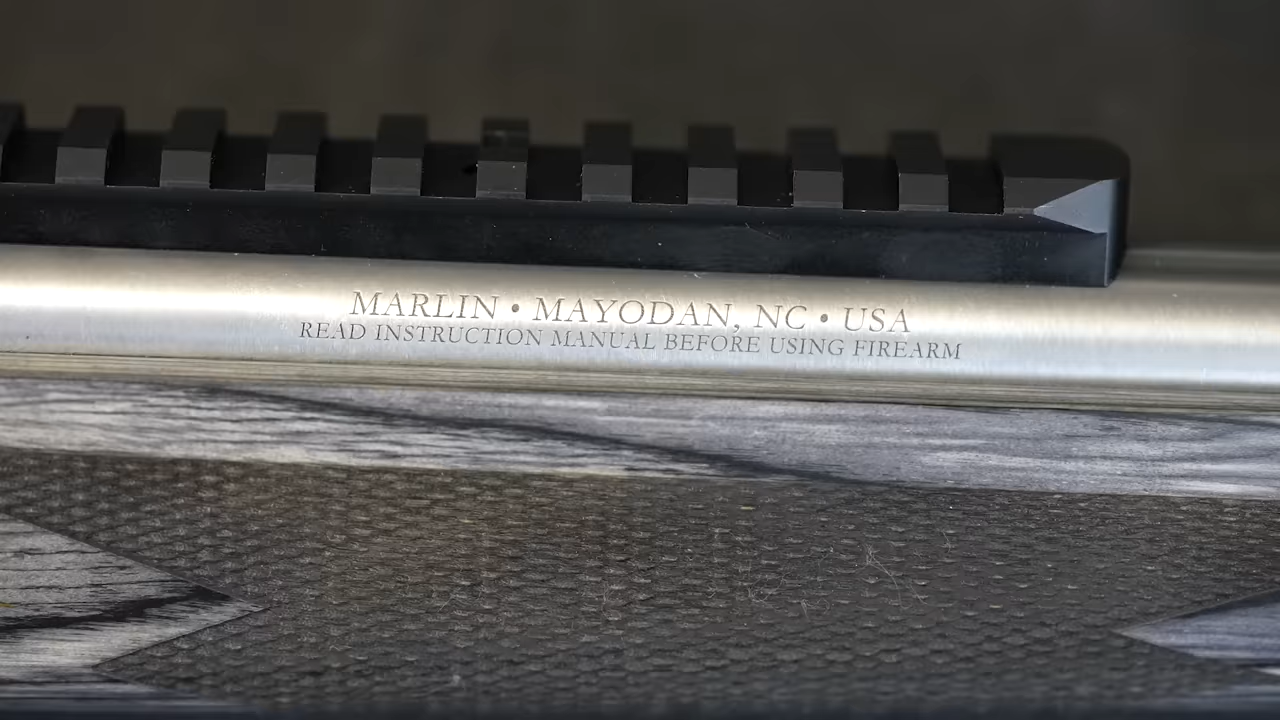 MARLIN • MAYODAN, NC • USA
READ INSTRUCTION MANUAL BEFORE USING FIREARM